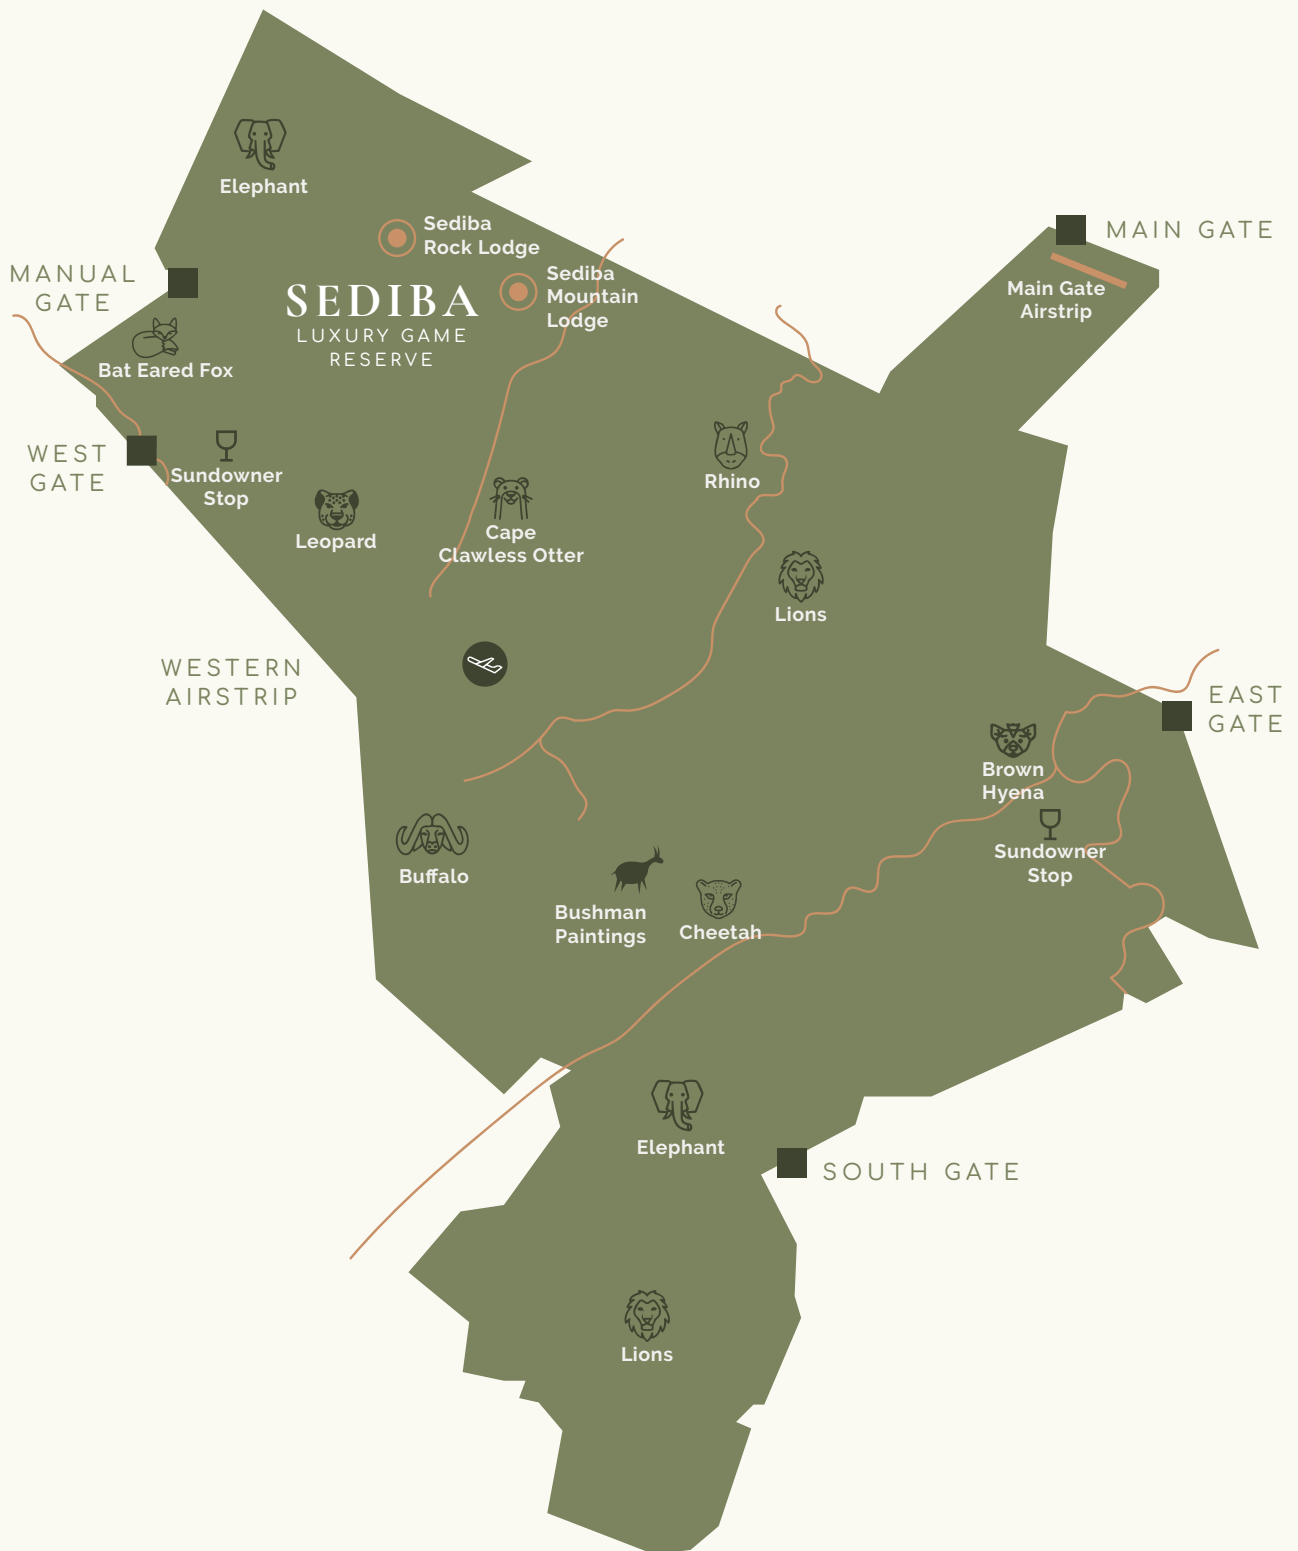 Elephant
Sediba
Rock Lodge
MAIN GATE
MANUAL
GATE
Sediba
Mountain
Lodge
SEDIBA
LUXURY GAME
RESERVE
Main Gate
Airstrip
Bat Eared Fox
WEST
GATE
Sundowner
Stop
Leopard
Cape
Clawless Otter
Rhino
Lions
WESTERN
AIRSTRIP
EAST
GATE
Brown
Hyena
Sundowner
Stop
Buffalo
Bushman
Paintings
Cheetah
Elephant
SOUTH GATE
Lions